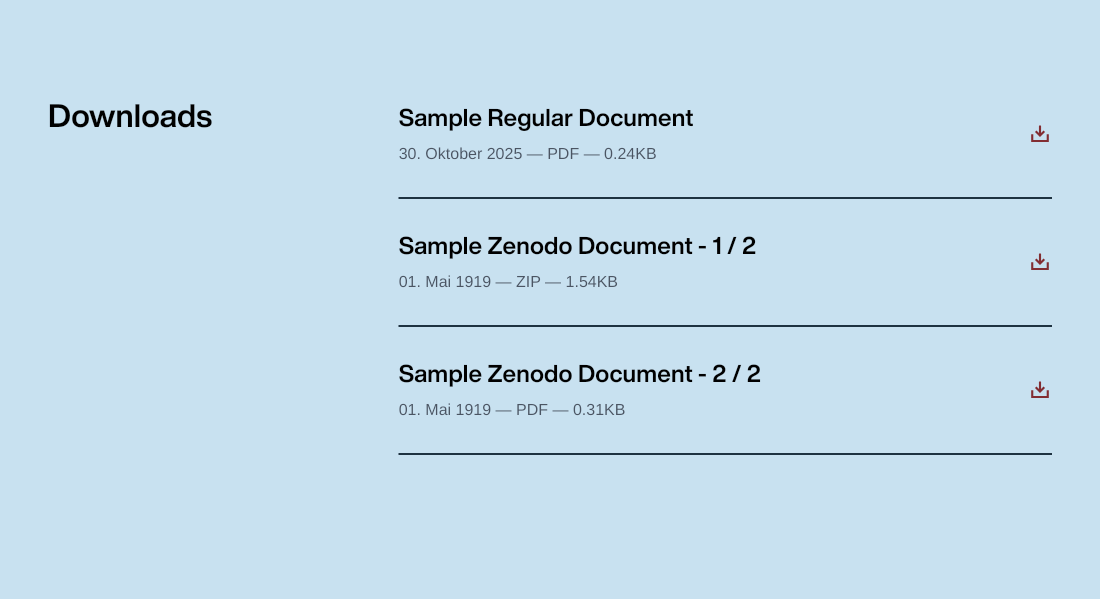 Downloads
Sample Regular Document
30. Oktober 2025 — PDF — 0.24KB
Sample Zenodo Document - 1 / 2
01. Mai 1919 — ZIP — 1.54KB
Sample Zenodo Document - 2 / 2
01. Mai 1919 — PDF — 0.31KB